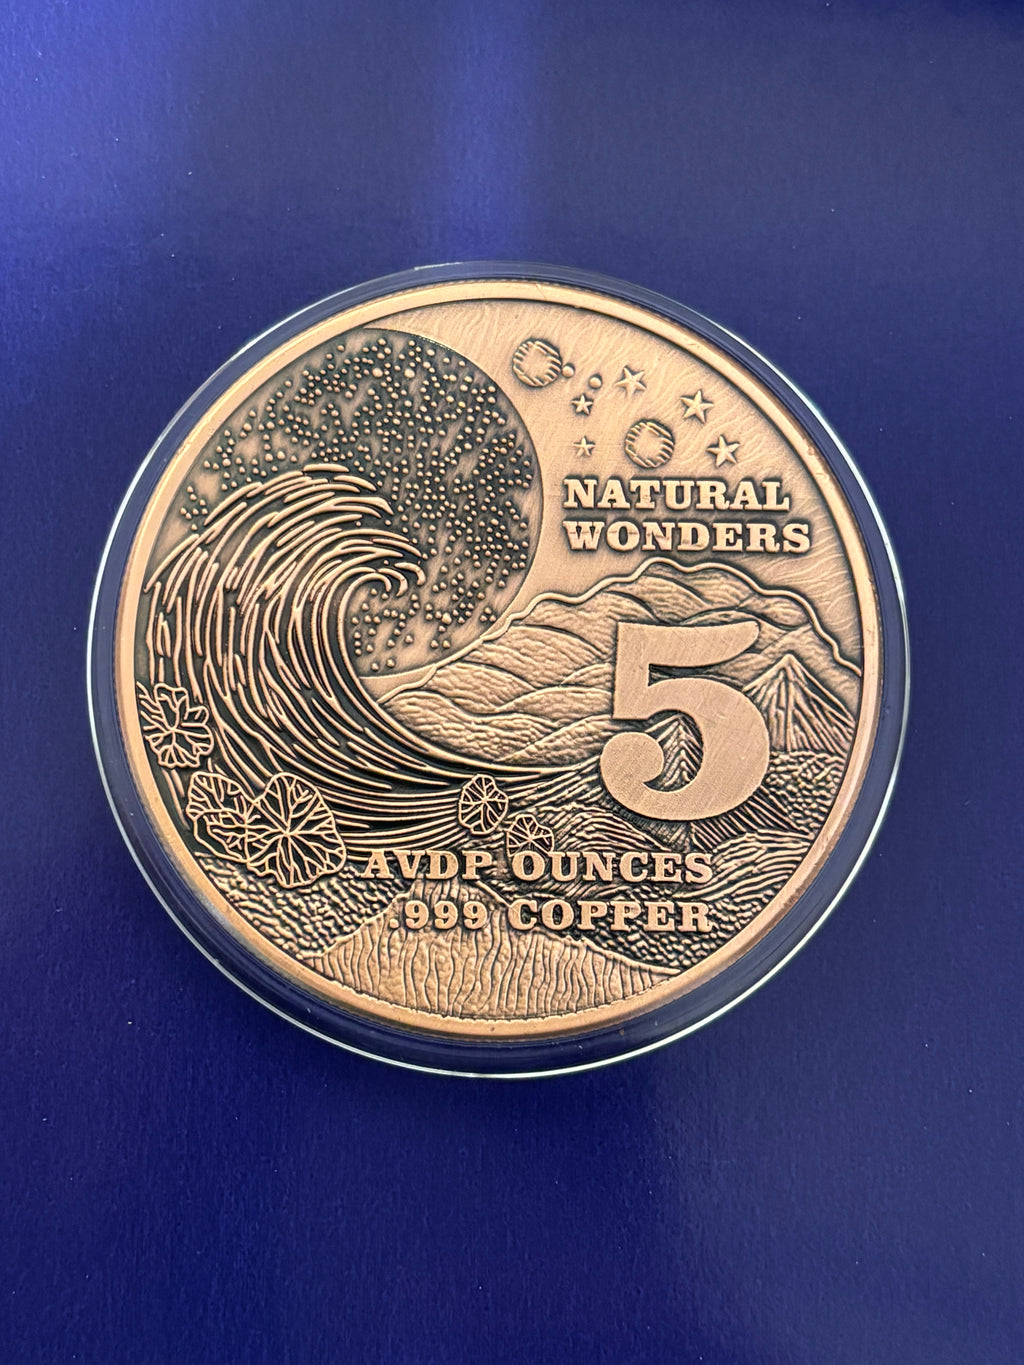 NATURAL
WONDERS
5
AVDP OUNCES
.999 COPPER